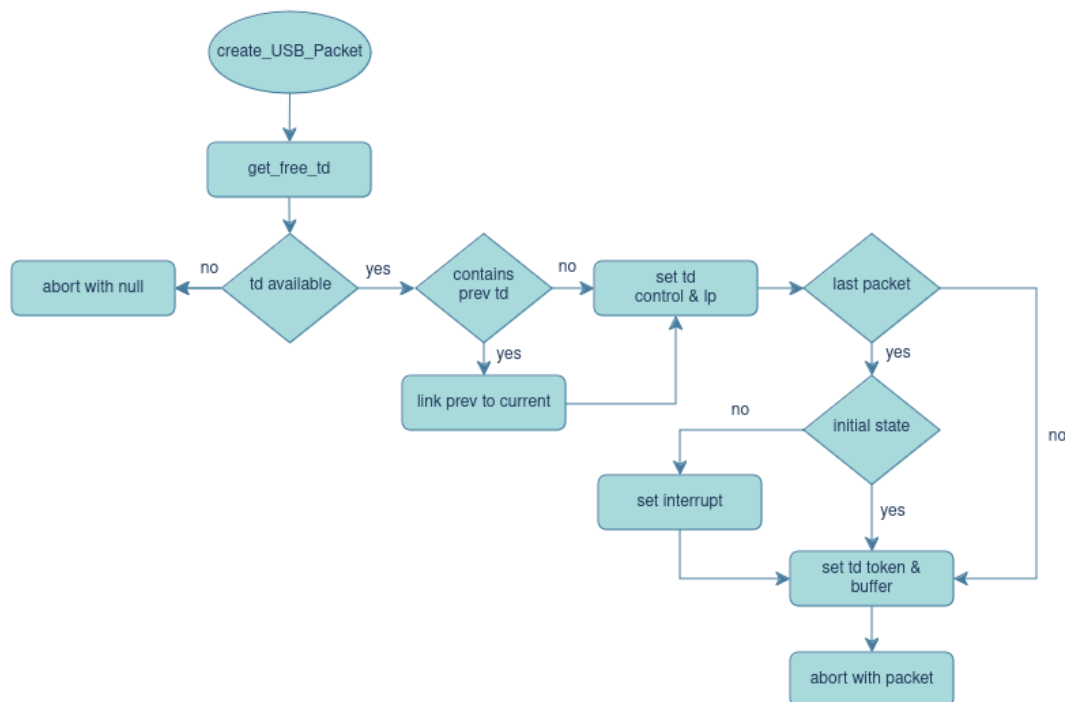 create_USB_Packet
get_free_td
no
td available
yes
abort with null
contains
prev td
no
set td
control & lp
last packet
yes
link prev to current
yes
no
initial state
no
set interrupt
yes
set td token &
buffer
abort with packet